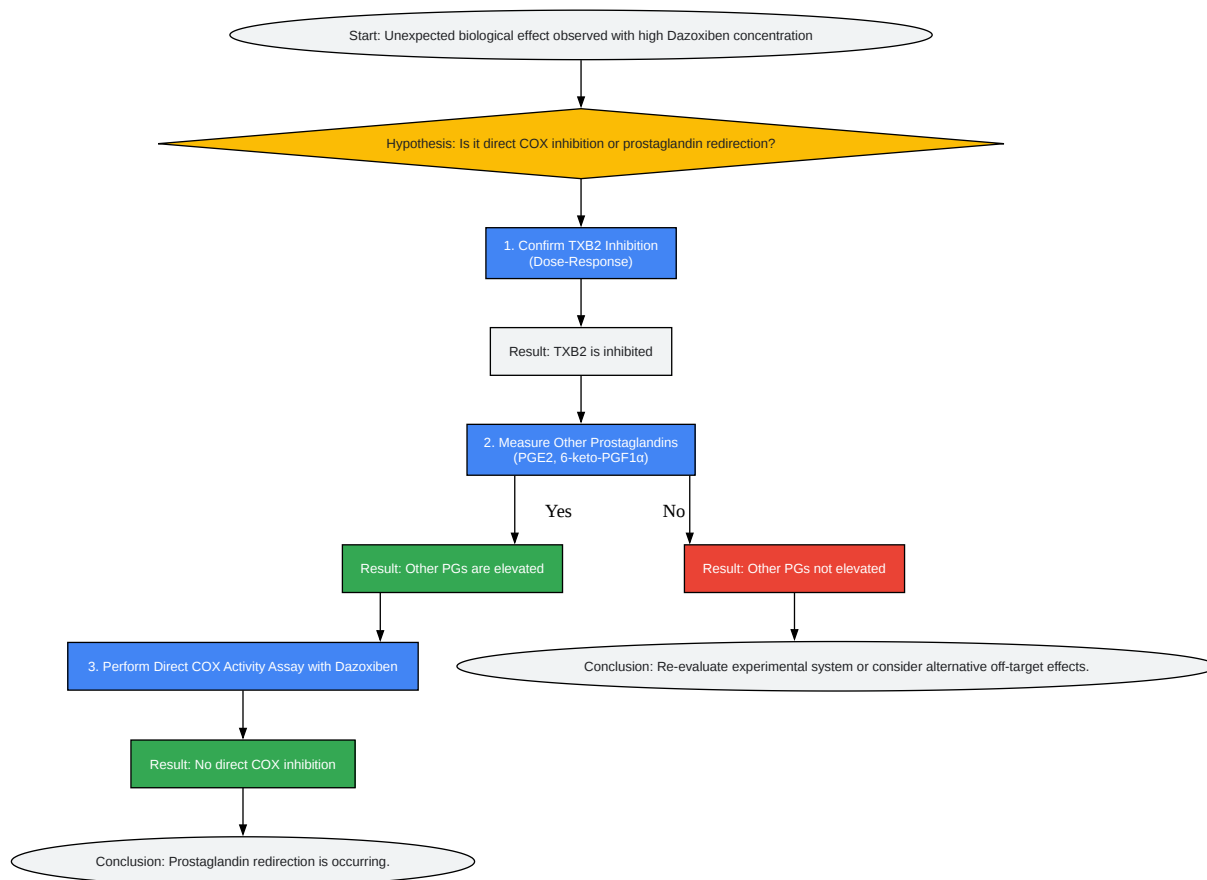 Start: Unexpected biological effect observed with high Dazoxiben concentration
Hypothesis: Is it direct COX inhibition or prostaglandin redirection?
1. Confirm TXB2 Inhibition
(Dose-Response)
Result: TXB2 is inhibited
2. Measure Other Prostaglandins
(PGE2, 6-keto-PGF1α)
Yes
No
Result: Other PGs are elevated
Result: Other PGs not elevated
3. Perform Direct COX Activity Assay with Dazoxiben
Conclusion: Re-evaluate experimental system or consider alternative off-target effects.
Result: No direct COX inhibition
Conclusion: Prostaglandin redirection is occurring.